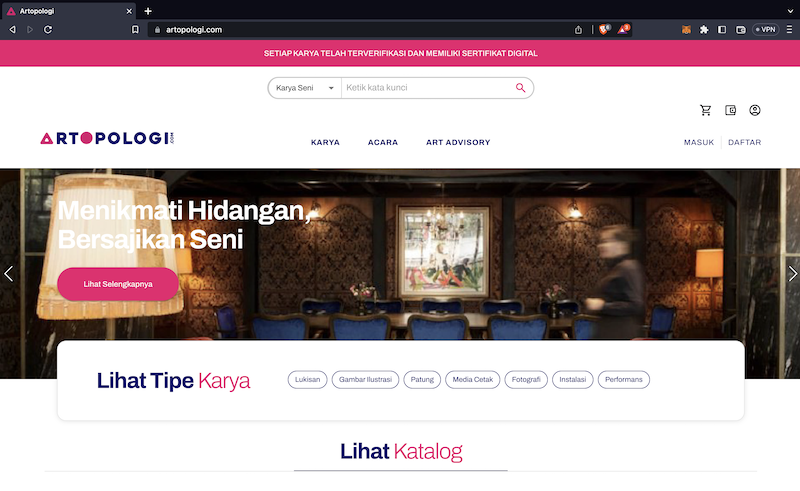 Artopologi
artopologi.com
6
5
VPN
SETIAP KARYA TELAH TERVERIFIKASI DAN MEMILIKI SERTIFIKAT DIGITAL
Karya Seni
Ketik kata kunci
ARTOPOLOGI.COM
KARYA
ACARA
ART ADVISORY
MASUK
DAFTAR
Menikmati Hidangan,
Bersajikan Seni
Lihat Selengkapnya
Lihat Tipe Karya
Lukisan
Gambar Ilustrasi
Patung
Media Cetak
Fotografi
Instalasi
Performans
Lihat Katalog